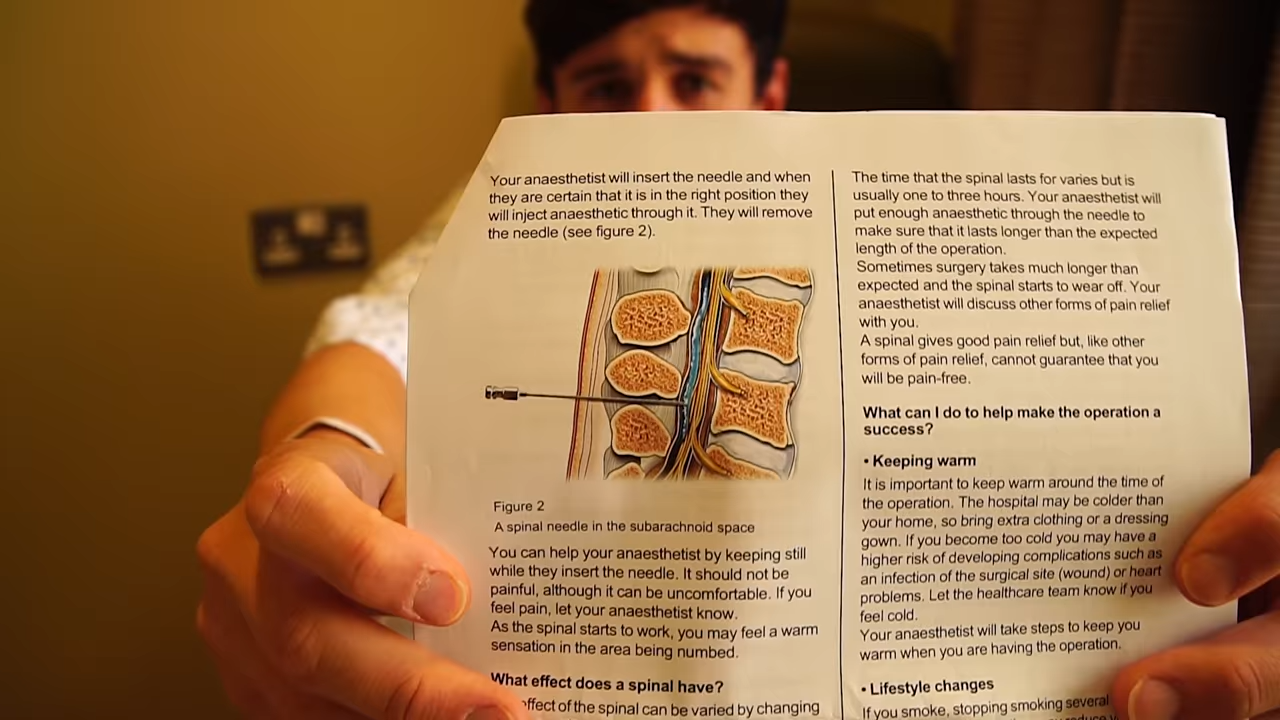 Your anaesthetist will insert the needle and when
they are certain that it is in the right position they
will inject anaesthetic through it. They will remove
the needle (see figure 2).
Figure 2
A spinal needle in the subarachnoid space
You can help your anaesthetist by keeping still
while they insert the needle. It should not be
painful, although it can be uncomfortable. If you
feel pain, let your anaesthetist know.
As the spinal starts to work, you may feel a warm
sensation in the area being numbed.
What effect does a spinal have?
effect of the spinal can be varied by changing
The time that the spinal lasts for varies but is
usually one to three hours. Your anaesthetist will
put enough anaesthetic through the needle to
make sure that it lasts longer than the expected
length of the operation.
Sometimes surgery takes much longer than
expected and the spinal starts to wear off. Your
anaesthetist will discuss other forms of pain relief
with you.
A spinal gives good pain relief but, like other
forms of pain relief, cannot guarantee that you
will be pain-free.
What can I do to help make the operation a
success?
• Keeping warm
It is important to keep warm around the time of
the operation. The hospital may be colder than
your home, so bring extra clothing or a dressing
gown. If you become too cold you may have a
higher risk of developing complications such as
an infection of the surgical site (wound) or heart
problems. Let the healthcare team know if you
feel cold.
Your anaesthetist will take steps to keep you
warm when you are having the operation.
• Lifestyle changes
If you smoke, stopping smoking several